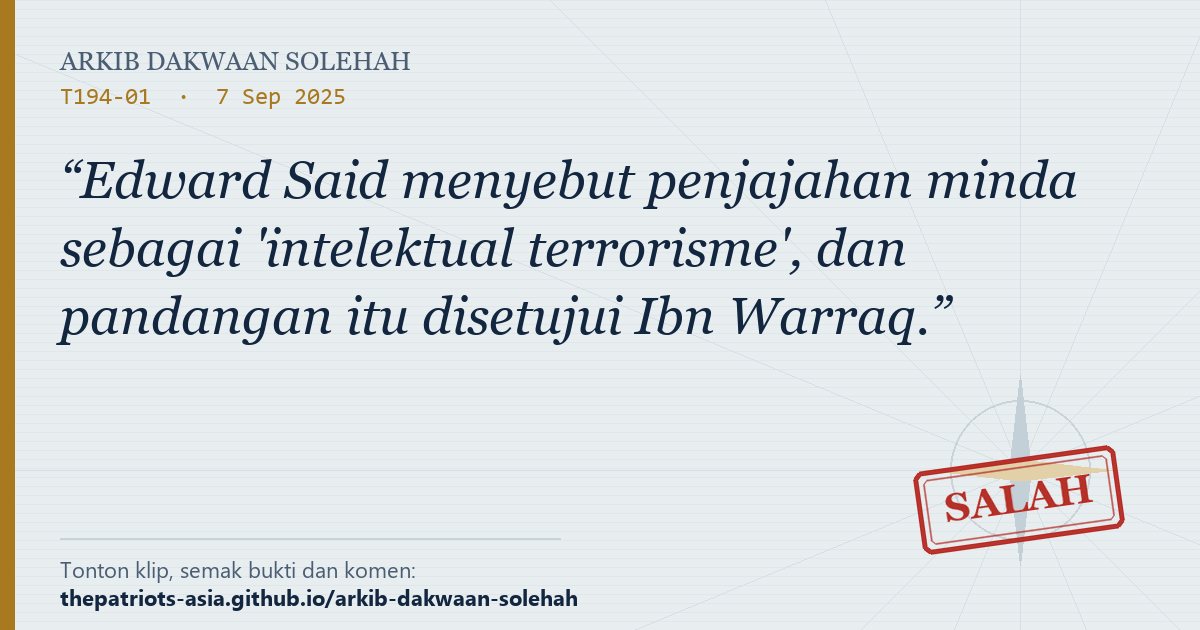 ARKIB DAKWAAN SOLEHAH
T194-01 · 7 Sep 2025
“Edward Said menyebut penjajahan minda
sebagai 'intelektual terrorisme', dan
pandangan itu disetujui Ibn Warraq.”
SALAH
Tonton klip, semak bukti dan komen:
thepatriots-asia.github.io/arkib-dakwaan-solehah